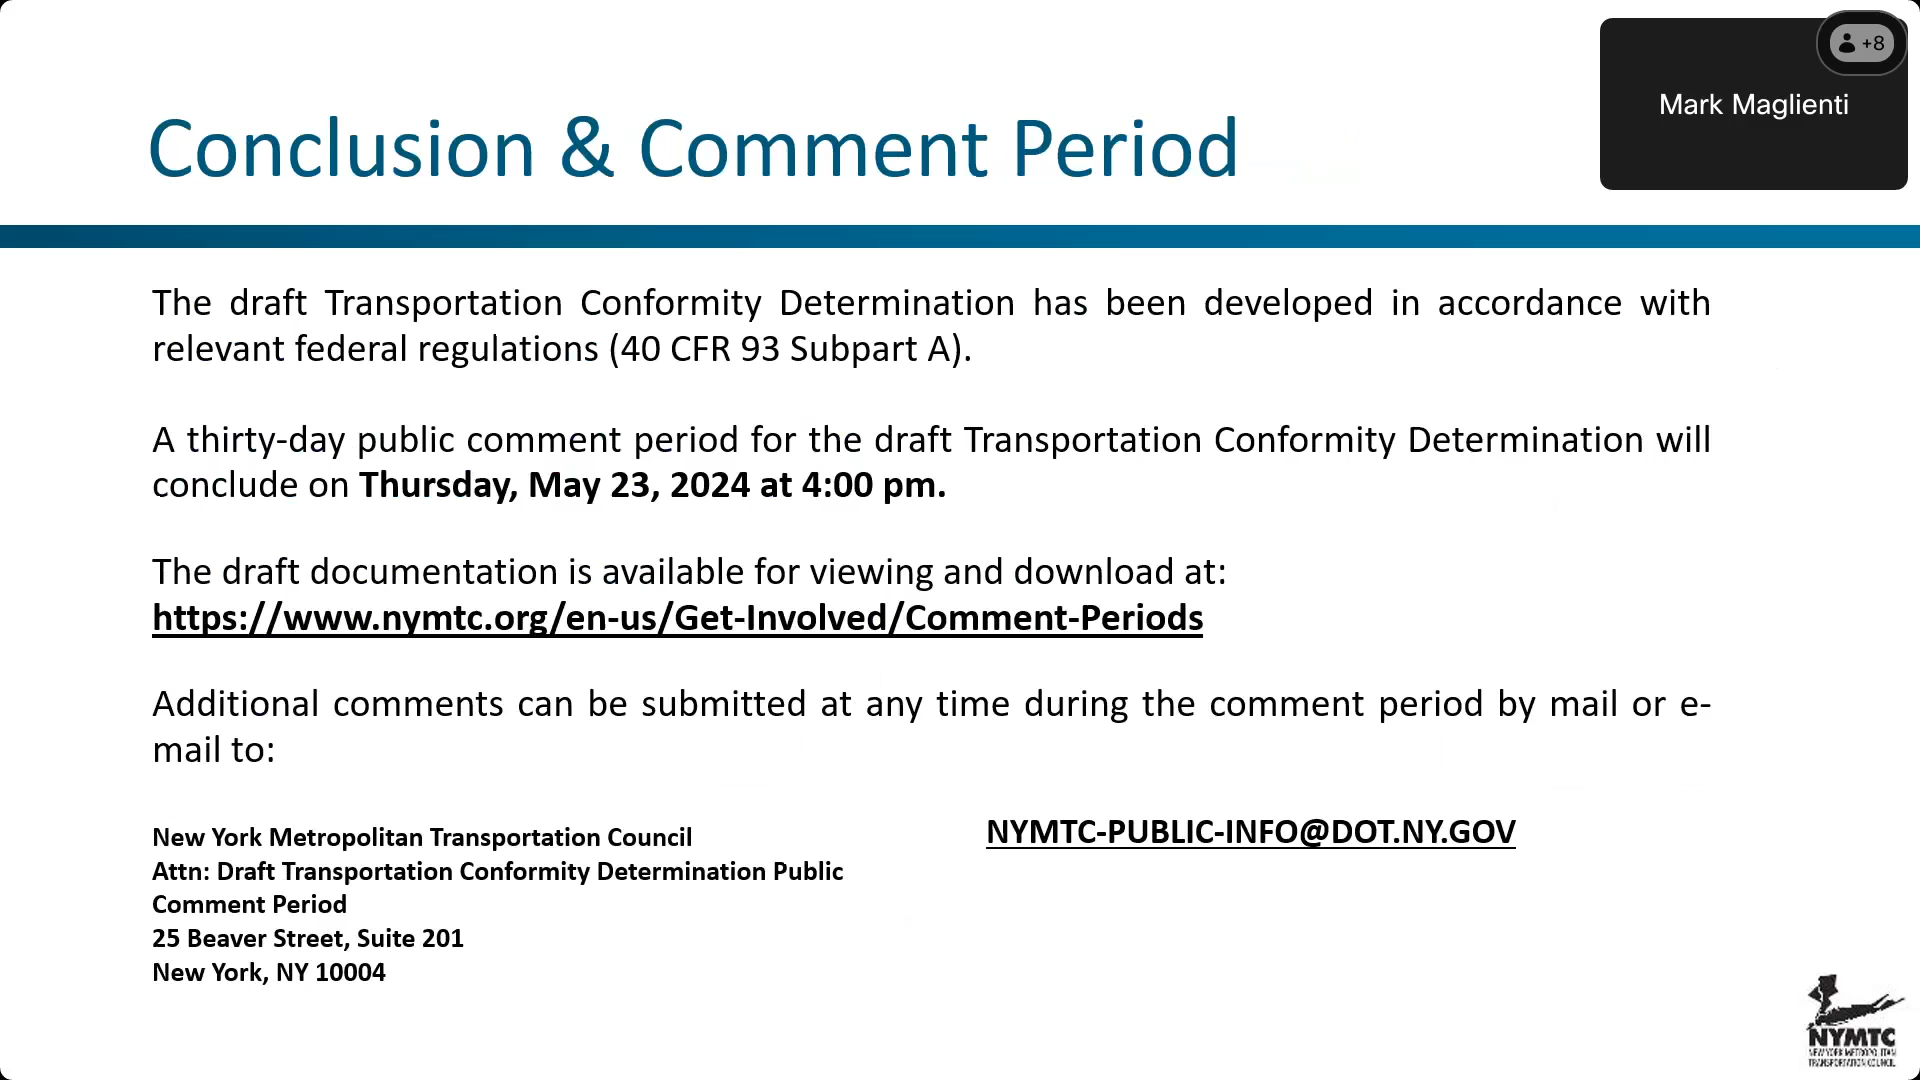 +8
Mark Maglienti
Conclusion & Comment Period
The draft Transportation Conformity Determination has been developed in accordance with
relevant federal regulations (40 CFR 93 Subpart A).
A thirty-day public comment period for the draft Transportation Conformity Determination will
conclude on Thursday, May 23, 2024 at 4:00 pm.
The draft documentation is available for viewing and download at:
https://www.nymtc.org/en-us/Get-Involved/Comment-Periods
Additional comments can be submitted at any time during the comment period by mail or e-
mail to:
New York Metropolitan Transportation Council
Attn: Draft Transportation Conformity Determination Public
Comment Period
25 Beaver Street, Suite 201
New York, NY 10004
NYMTC-PUBLIC-INFO@DOT.NY.GOV
NYMTC
NEW YORK METROPOLITAN
TRANSPORTATION COUNCIL